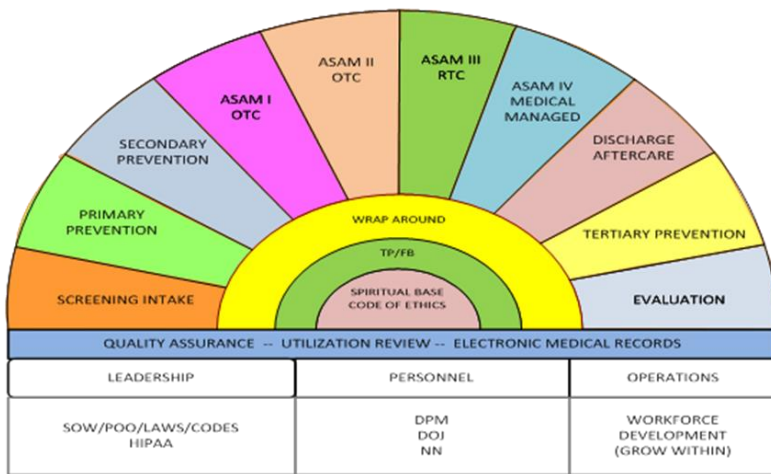 SCREENING INTAKE
PRIMARY
PREVENTION
SECONDARY
PREVENTION
ASAM I
OTC
ASAM II
OTC
ASAM III
RTC
ASAM IV
MEDICAL
MANAGED
DISCHARGE
AFTERCARE
TERTIARY PREVENTION
EVALUATION
WRAP AROUND
TP/FB
SPIRITUAL BASE
CODE OF ETHICS
QUALITY ASSURANCE -- UTILIZATION REVIEW -- ELECTRONIC MEDICAL RECORDS
LEADERSHIP
PERSONNEL
OPERATIONS
SOW/POO/LAWS/CODES
HIPAA
DPM
DOJ
NN
WORKFORCE
DEVELOPMENT
(GROW WITHIN)